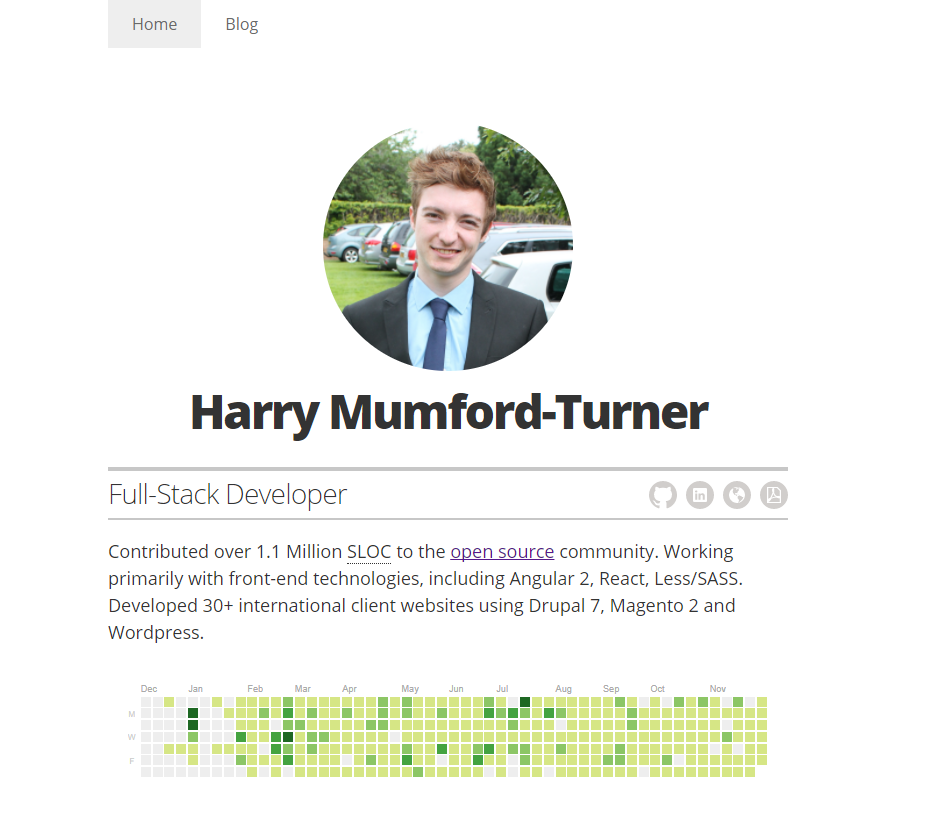 Home Blog
Harry Mumford-Turner
Full-Stack Developer
Contributed over 1.1 Million SLOC to the open source community. Working
primarily with front-end technologies, including Angular 2, React, Less/SASS.
Developed 30+ international client websites using Drupal 7, Magento 2 and
Wordpress.
Dec Jan Feb Mar Apr May Jun Jul Aug Sep Oct Nov
M
W
F